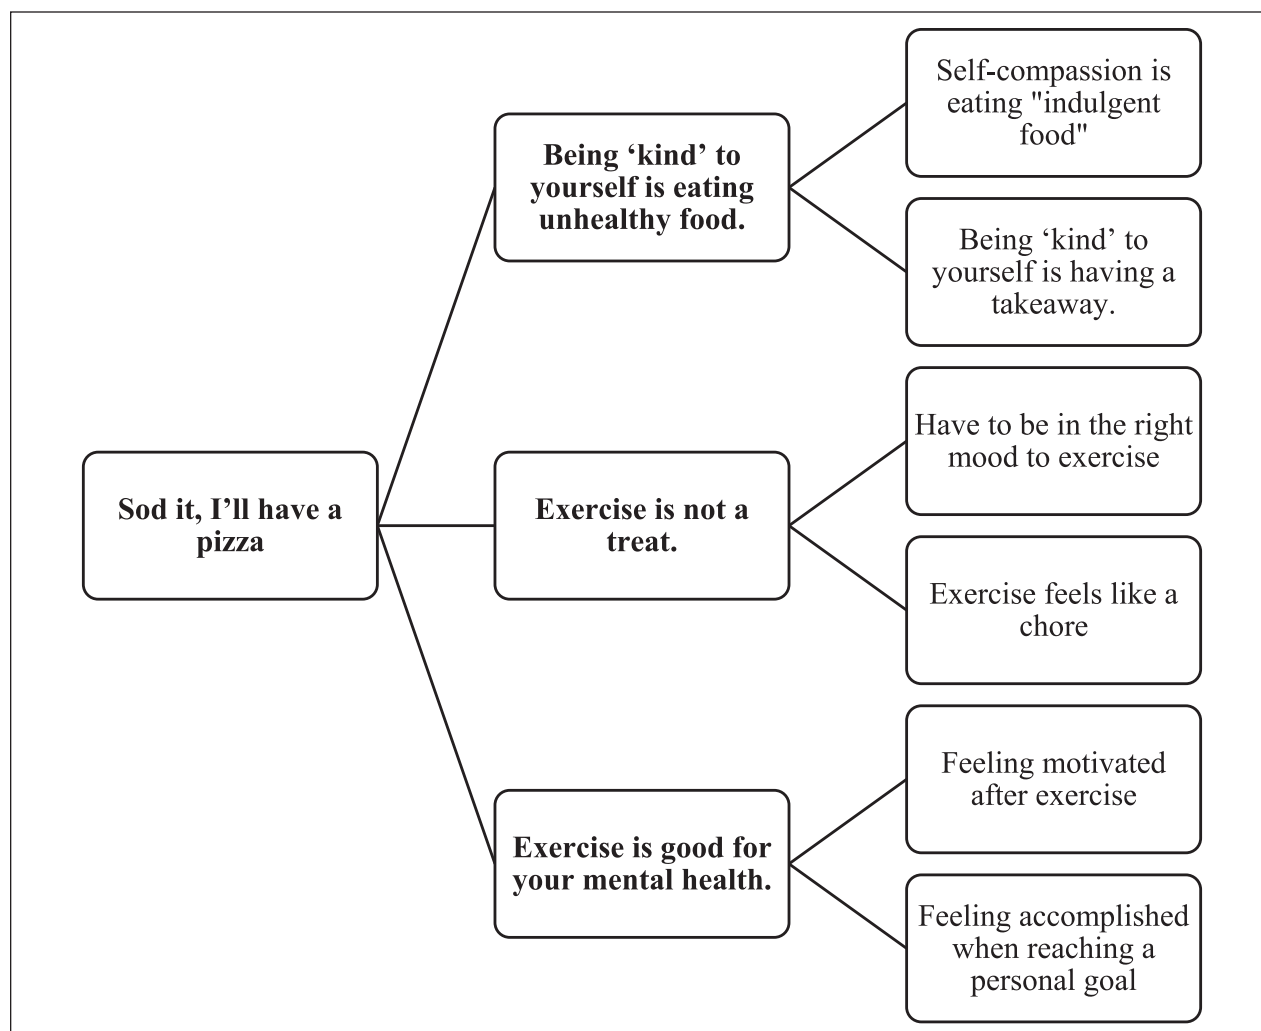 Sod it, I’ll have a
pizza
Being ‘kind’ to
yourself is eating
unhealthy food.
Self-compassion is
eating "indulgent
food"
Being ‘kind’ to
yourself is having a
takeaway.
Exercise is not a
treat.
Have to be in the right
mood to exercise
Exercise feels like a
chore
Exercise is good for
your mental health.
Feeling motivated
after exercise
Feeling accomplished
when reaching a
personal goal